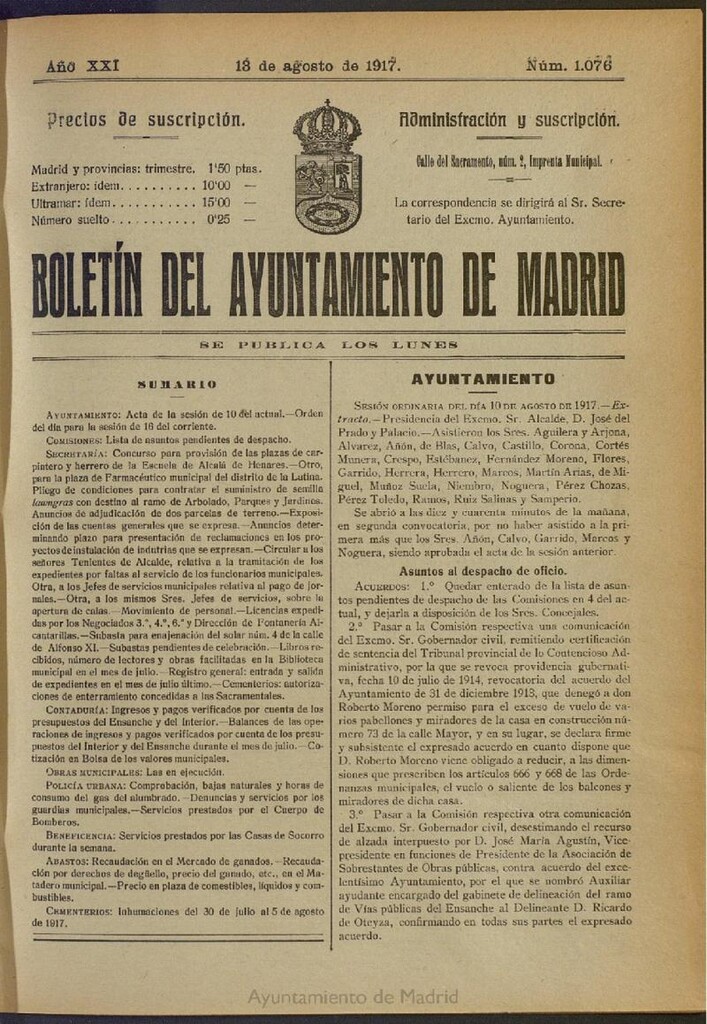 Año XXI
13 de agosto de 1917.
Núm. 1.076
Precios de suscripción.
Madrid y provincias: trimestre. 1'50 ptas.
Extranjero: ídem.......... 10'00 —
Ultramar: ídem.......... 15'00 —
Número suelto.......... 0'25 —
Administración y suscripción.
Calle del Sacramento, núm. 2, Imprenta Municipal.
La correspondencia se dirigirá al Sr. Secre-
tario del Excmo. Ayuntamiento.
BOLETÍN DEL AYUNTAMIENTO DE MADRID
SE PUBLICA LOS LUNES
SUMARIO
AYUNTAMIENTO: Acta de la sesión de 10 del actual.—Orden
del día para la sesión de 16 del corriente.
COMISIONES: Lista de asuntos pendientes de despacho.
SECRETARÍA: Concurso para provisión de las plazas de car-
pintero y herrero de la Escuela de Alcalá de Henares.—Otro,
para la plaza de Farmacéutico municipal del distrito de la Latina.
Pliego de condiciones para contratar el suministro de semilla
laungras con destino al ramo de Arbolado, Parques y Jardines.
Anuncios de adjudicación de dos parcelas de terreno.—Exposi-
ción de las cuentas generales que se expresa.—Anuncios deter-
minando plazo para presentación de reclamaciones en los pro-
yectos de instalación de indutrias que se expresan.—Circular a los
señores Tenientes de Alcalde, relativa a la tramitación de los
expedientes por faltas al servicio de los funcionarios municipales.
Otra, a los Jefes de servicios municipales relativa al pago de jor-
nales.—Otra, a los mismos Sres. Jefes de servicios, sobre la
apertura de calas.—Movimiento de personal.—Licencias expedi-
das por los Negociados 3.º, 4.º, 6.º y Dirección de Fontanería Al-
cantarillas.—Subasta para enajenación del solar núm. 4 de la calle
de Alfonso XI.—Subastas pendientes de celebración.—Libros re-
cibidos, número de lectores y obras facilitadas en la Biblioteca
municipal en el mes de julio.—Registro general: entrada y salida
de expedientes en el mes de julio último.—Cementerios: autoriza-
ciones de enterramiento concedidas a las Sacramentales.
CONTADURÍA: Ingresos y pagos verificados por cuenta de los
presupuestos del Ensanche y del Interior.—Balances de las ope-
raciones de ingresos y pagos verificados por cuenta de los presu-
puestos del Interior y del Ensanche durante el mes de julio.—Co-
tización en Bolsa de los valores municipales.
OBRAS MUNICIPALES: Las en ejecución.
POLICÍA URBANA: Comprobación, bajas naturales y horas de
consumo del gas del alumbrado.—Denuncias y servicios por los
guardias municipales.—Servicios prestados por el Cuerpo de
Bomberos.
BENEFICENCIA: Servicios prestados por las Casas de Socorro
durante la semana.
ABASTOS: Recaudación en el Mercado de ganados.—Recauda-
ción por derechos de degüello, precio del ganado, etc., en el Ma-
tadero municipal.—Precio en plaza de comestibles, líquidos y com-
bustibles.
CEMENTERIOS: Inhumaciones del 30 de julio al 5 de agosto
de 1917.
AYUNTAMIENTO
SESIÓN ORDINARIA DEL DÍA 10 DE AGOSTO DE 1917.—Ex-
tracto.—Presidencia del Excmo. Sr. Alcalde, D. José del
Prado y Palacio.—Asistieron los Sres. Aguilera y Arjona,
Alvarez, Añón, de Blas, Calvo, Castillo, Corona, Cortés
Munera, Crespo, Estébanez, Fernández Moreno, Flores,
Garrido, Herrera, Herrero, Marcos, Martín Arias, de Mi-
guel, Muñoz Suela, Niembro, Noguera, Pérez Chozas,
Pérez Toledo, Ramos, Ruiz Salinas y Samperio.
Se abrió a las diez y cuarenta minutos de la mañana,
en segunda convocatoria, por no haber asistido a la pri-
mera más que los Sres. Añón, Calvo, Garrido, Marcos y
Noguera, siendo aprobada el acta de la sesión anterior.
Asuntos al despacho de oficio.
ACUERDOS: 1.º Quedar enterado de la lista de asun-
tos pendientes de despacho de las Comisiones en 4 del ac-
tual, y dejarla a disposición de los Sres. Concejales.
2.º Pasar a la Comisión respectiva una comunicación
del Excmo. Sr. Gobernador civil, remitiendo certificación
de sentencia del Tribunal provincial de lo Contencioso Ad-
ministrativo, por la que se revoca providencia gubernati-
va, fecha 10 de julio de 1914, revocatoria del acuerdo del
Ayuntamiento de 31 de diciembre 1913, que denegó a don
Roberto Moreno permiso para el exceso de vuelo de va-
rios pabellones y miradores de la casa en construcción nú-
mero 73 de la calle Mayor, y en su lugar, se declara firme
y subsistente el expresado acuerdo en cuanto dispone que
D. Roberto Moreno viene obligado a reducir, a las dimen-
siones que prescriben los artículos 666 y 668 de las Orde-
nanzas municipales, el vuelo o saliente de los balcones y
miradores de dicha casa.
3.º Pasar a la Comisión respectiva otra comunicación
del Excmo. Sr. Gobernador civil, desestimando el recurso
de alzada interpuesto por D. José María Agustín, Vice-
presidente en funciones de Presidente de la Asociación de
Sobrestantes de Obras públicas, contra acuerdo del exce-
lentísimo Ayuntamiento, por el que se nombró Auxiliar
ayudante encargado del gabinete de delineación del ramo
de Vías públicas del Ensanche al Delineante D. Ricardo
de Oteyza, confirmando en todas sus partes el expresado
acuerdo.
Ayuntamiento de Madrid